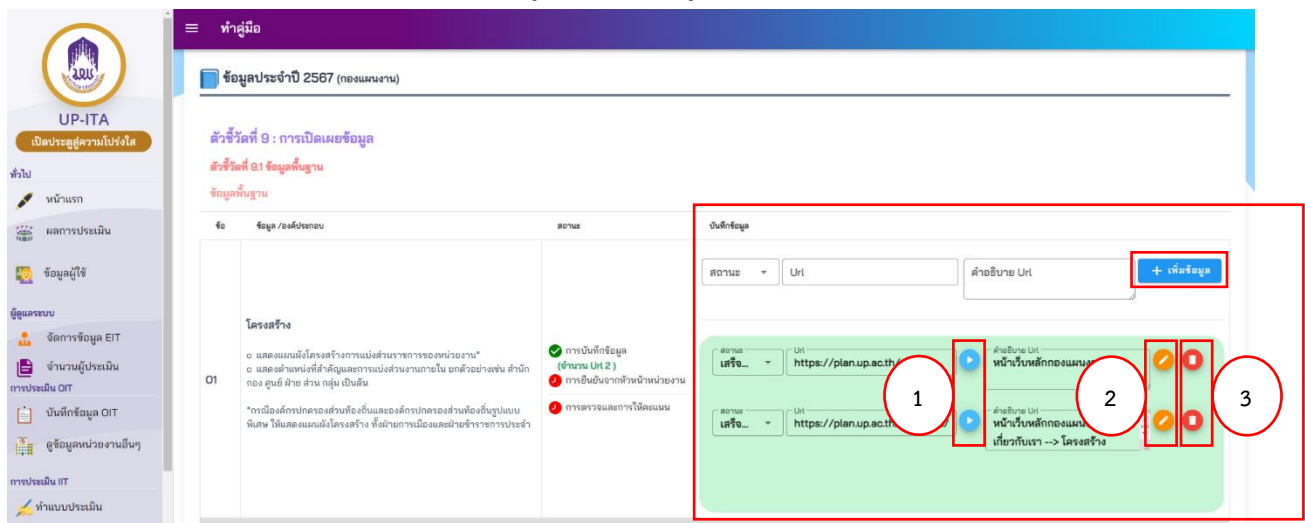 ทำคู่มือ
ข้อมูลประจำปี 2567 (กองแผนงาน)
UP-ITA
เปิดประตูสู่ความโปร่งใส
ทั่วไป
หน้าแรก
ผลการประเมิน
ข้อมูลผู้ใช้
ผู้ดูแลระบบ
จัดการข้อมูล EIT
จำนวนผู้ประเมิน
การประเมิน OIT
บันทึกข้อมูล OIT
ดูข้อมูลหน่วยงานอื่นๆ
การประเมิน IIT
ทำแบบประเมิน
ตัวชี้วัดที่ 9 : การเปิดเผยข้อมูล
ตัวชี้วัดที่ 9.1 ข้อมูลพื้นฐาน
ข้อมูลพื้นฐาน
ข้อ ข้อมูล /องค์ประกอบ สถานะ บันทึกข้อมูล
สถานะ Url คำอธิบาย Url + เพิ่มข้อมูล
01
โครงสร้าง
o แสดงแผนผังโครงสร้างการแบ่งส่วนราชการของหน่วยงาน*
o แสดงตำแหน่งที่สำคัญและการแบ่งส่วนงานภายใน ยกตัวอย่างเช่น สำนัก
กอง ศูนย์ ฝ่าย ส่วน กลุ่ม เป็นต้น
*กรณีองค์กรปกครองส่วนท้องถิ่นและองค์กรปกครองส่วนท้องถิ่นรูปแบบ
พิเศษ ให้แสดงแผนผังโครงสร้าง ทั้งฝ่ายการเมืองและฝ่ายข้าราชการประจำ
การบันทึกข้อมูล
(จำนวน Url 2 )
การยืนยันจากหัวหน้าหน่วยงาน
การตรวจและการให้คะแนน
สถานะ Url คำอธิบาย Url
เสร็จ... https://plan.up.ac.th/ หน้าเว็บหลักกองแผน
สถานะ Url คำอธิบาย Url
เสร็จ... https://plan.up.ac.th หน้าเว็บหลักกองแผน
เกี่ยวกับเรา --> โครงสร้าง
1
2
3